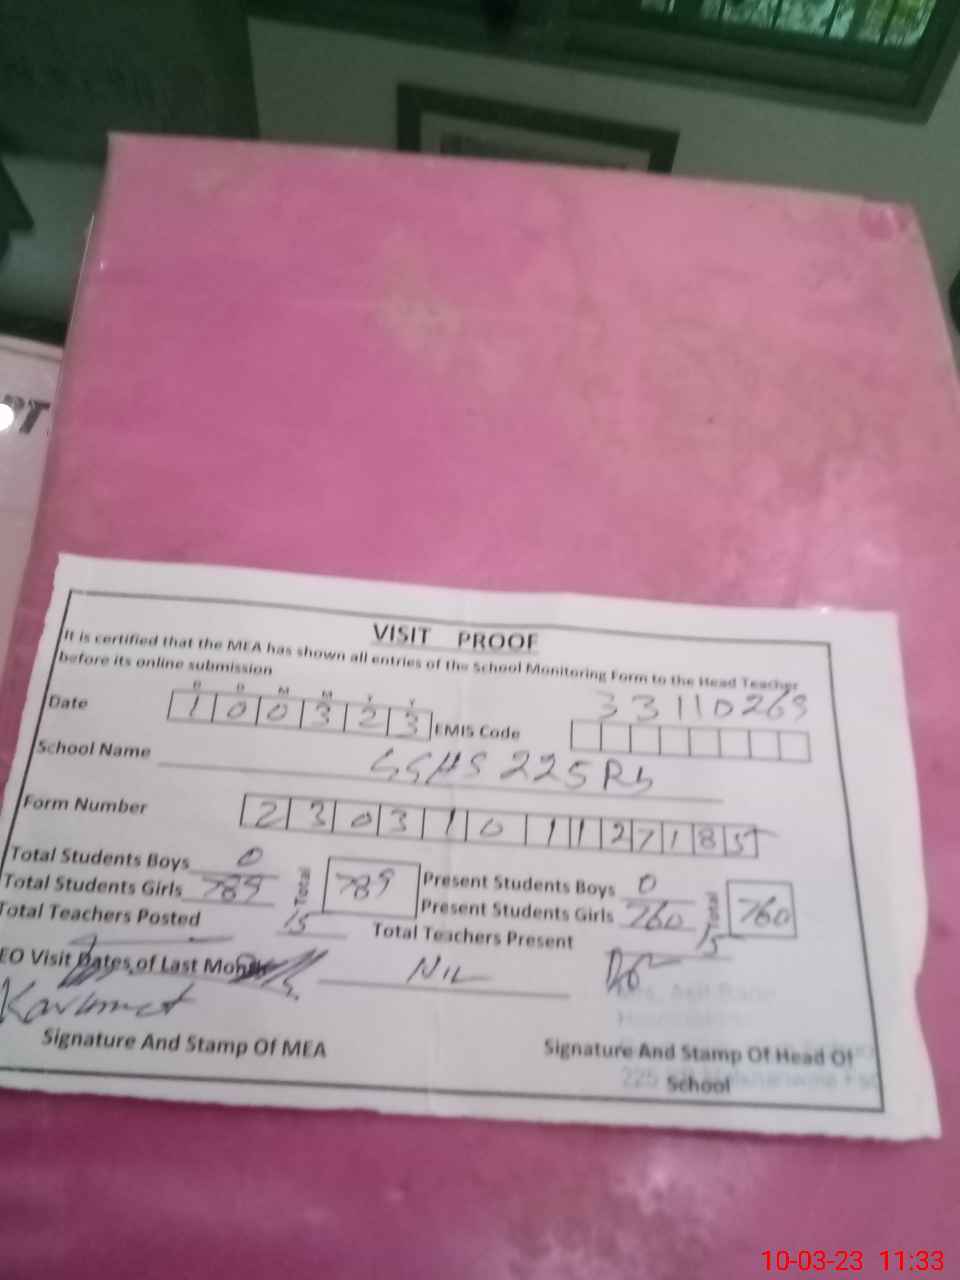 PT
VISIT PROOF
It is certified that the MEA has shown all entries of the School Monitoring Form to the Head Teacher
before its online submission
D D M M Y Y
Date 1 0 0 3 2 3 EMIS Code 33110269
School Name GGHS 225 RB
Form Number 2 3 0 3 1 0 1 1 2 7 1 8 5
Total Students Boys 0 Present Students Boys 0
Total Students Girls 789 Total 789 Present Students Girls 760 Total 760
Total Teachers Posted 15 Total Teachers Present 15
EO Visit Dates of Last Month NIL
Signature And Stamp Of MEA Signature And Stamp Of Head Of
School
10-03-23 11:33